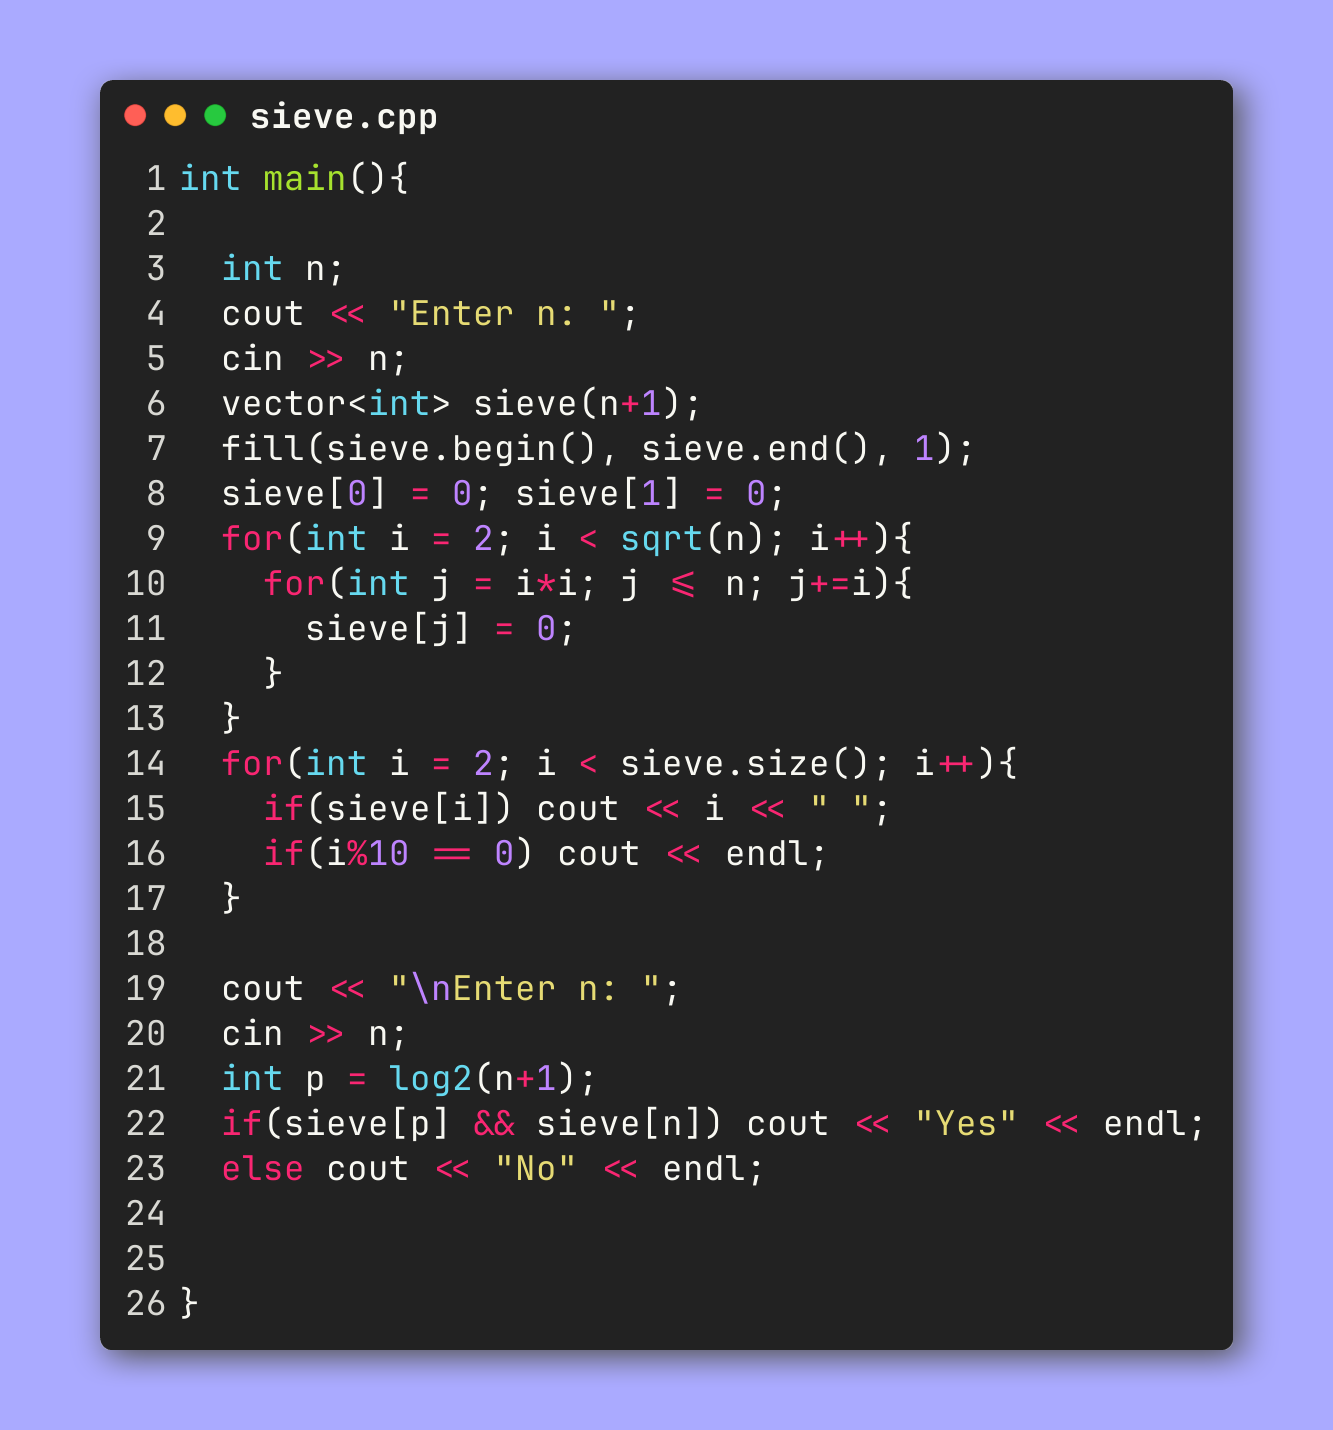 sieve.cpp
1 int main(){
2
3   int n;
4   cout << "Enter n: ";
5   cin >> n;
6   vector<int> sieve(n+1);
7   fill(sieve.begin(), sieve.end(), 1);
8   sieve[0] = 0; sieve[1] = 0;
9   for(int i = 2; i < sqrt(n); i++){
10     for(int j = i*i; j <= n; j+=i){
11       sieve[j] = 0;
12     }
13   }
14   for(int i = 2; i < sieve.size(); i++){
15     if(sieve[i]) cout << i << " ";
16     if(i%10 == 0) cout << endl;
17   }
18
19   cout << "\nEnter n: ";
20   cin >> n;
21   int p = log2(n+1);
22   if(sieve[p] && sieve[n]) cout << "Yes" << endl;
23   else cout << "No" << endl;
24
25
26 }